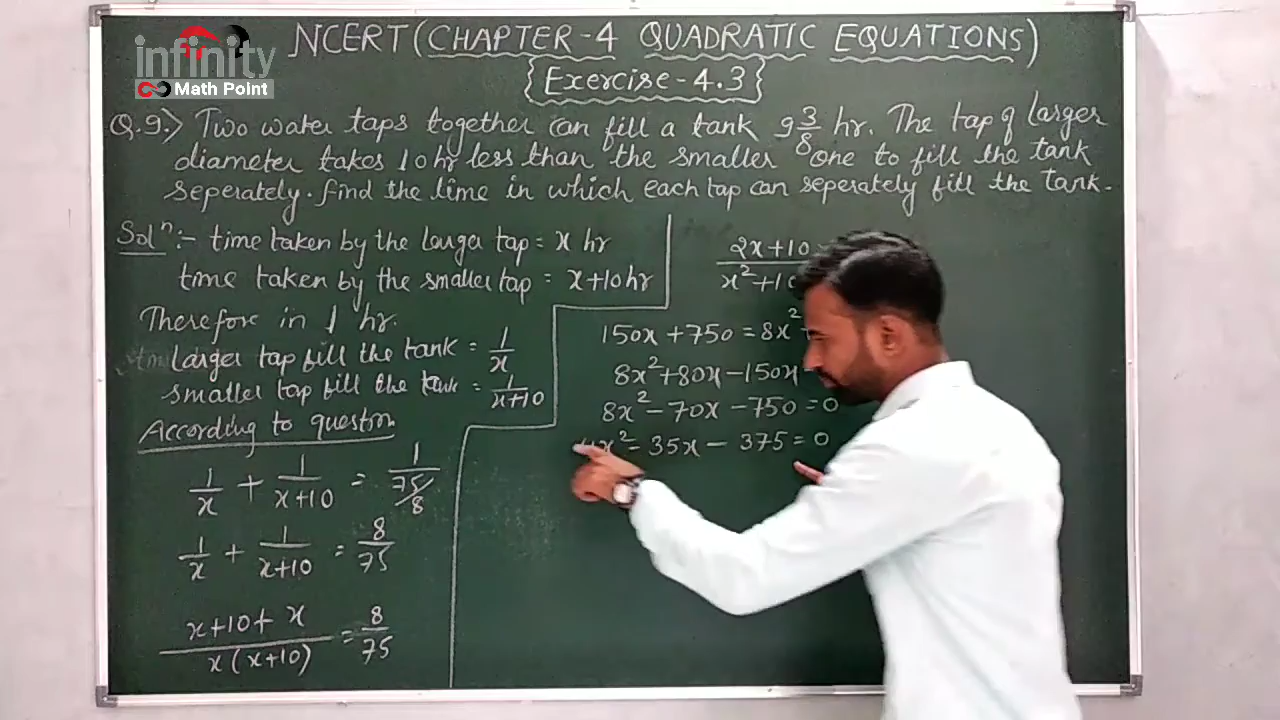 infinity
Math Point
NCERT (CHAPTER-4 QUADRATIC EQUATIONS)
{Exercise-4.3}
Q.9.> Two water taps together can fill a tank 9 3/8 hr. The tap of larger
diameter takes 10 hr less than the smaller one to fill the tank
seperately. find the time in which each tap can seperately fill the tank.
Solⁿ:- time taken by the larger tap = x hr
time taken by the smaller tap = x+10 hr
Therefore in 1 hr.
larger tap fill the tank = 1/x
smaller tap fill the tank = 1/(x+10)
According to question
1/x + 1/(x+10) = 1/(75/8)
1/x + 1/(x+10) = 8/75
(x+10+x)/(x(x+10)) = 8/75
2x+10
x²+10
150x + 750 = 8x²
8x²+80x-150x
8x²-70x-750=0
x²-35x-375=0